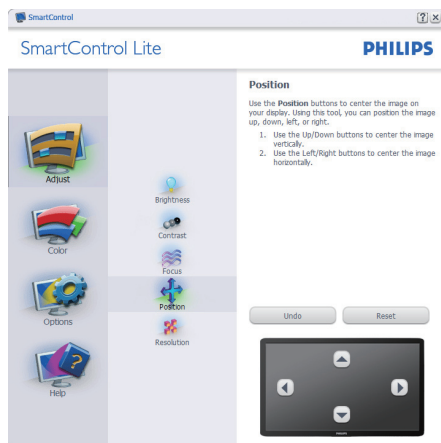 SmartControl
SmartControl Lite
PHILIPS
Adjust
Color
Options
Help
Brightness
Contrast
Focus
Position
Resolution
Position
Use the Position buttons to center the image on
your display. Using this tool, you can position the image
up, down, left, or right.
1. Use the Up/Down buttons to center the image
vertically.
2. Use the Left/Right buttons to center the image
horizontally.
Undo
Reset
PHILIPS